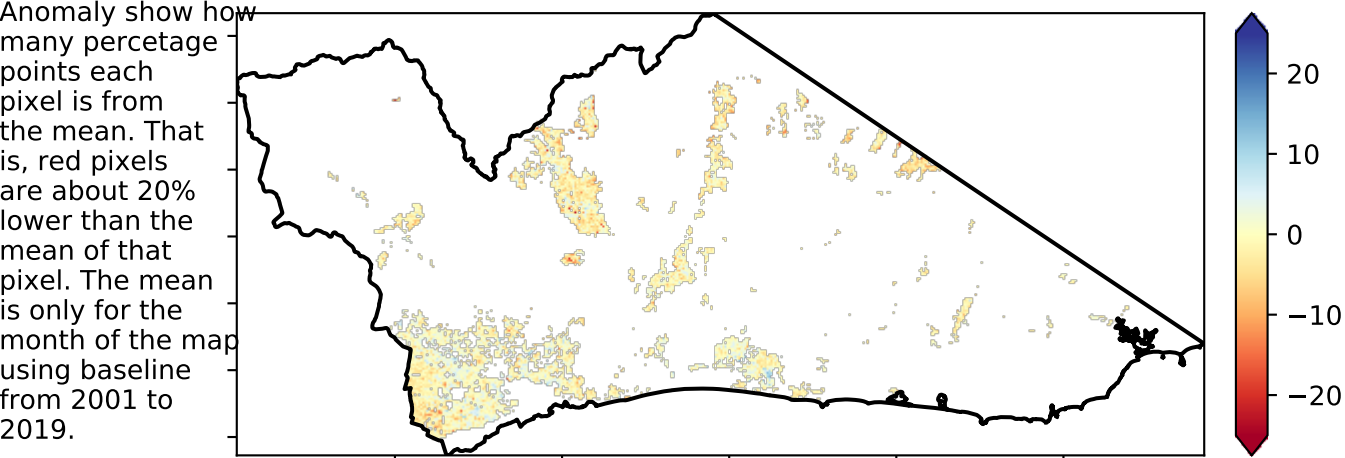 Anomaly show how
many percetage
points each
pixel is from
the mean. That
is, red pixels
are about 20%
lower than the
mean of that
pixel. The mean
is only for the
month of the map
using baseline
from 2001 to
2019.
20
10
0
−10
−20